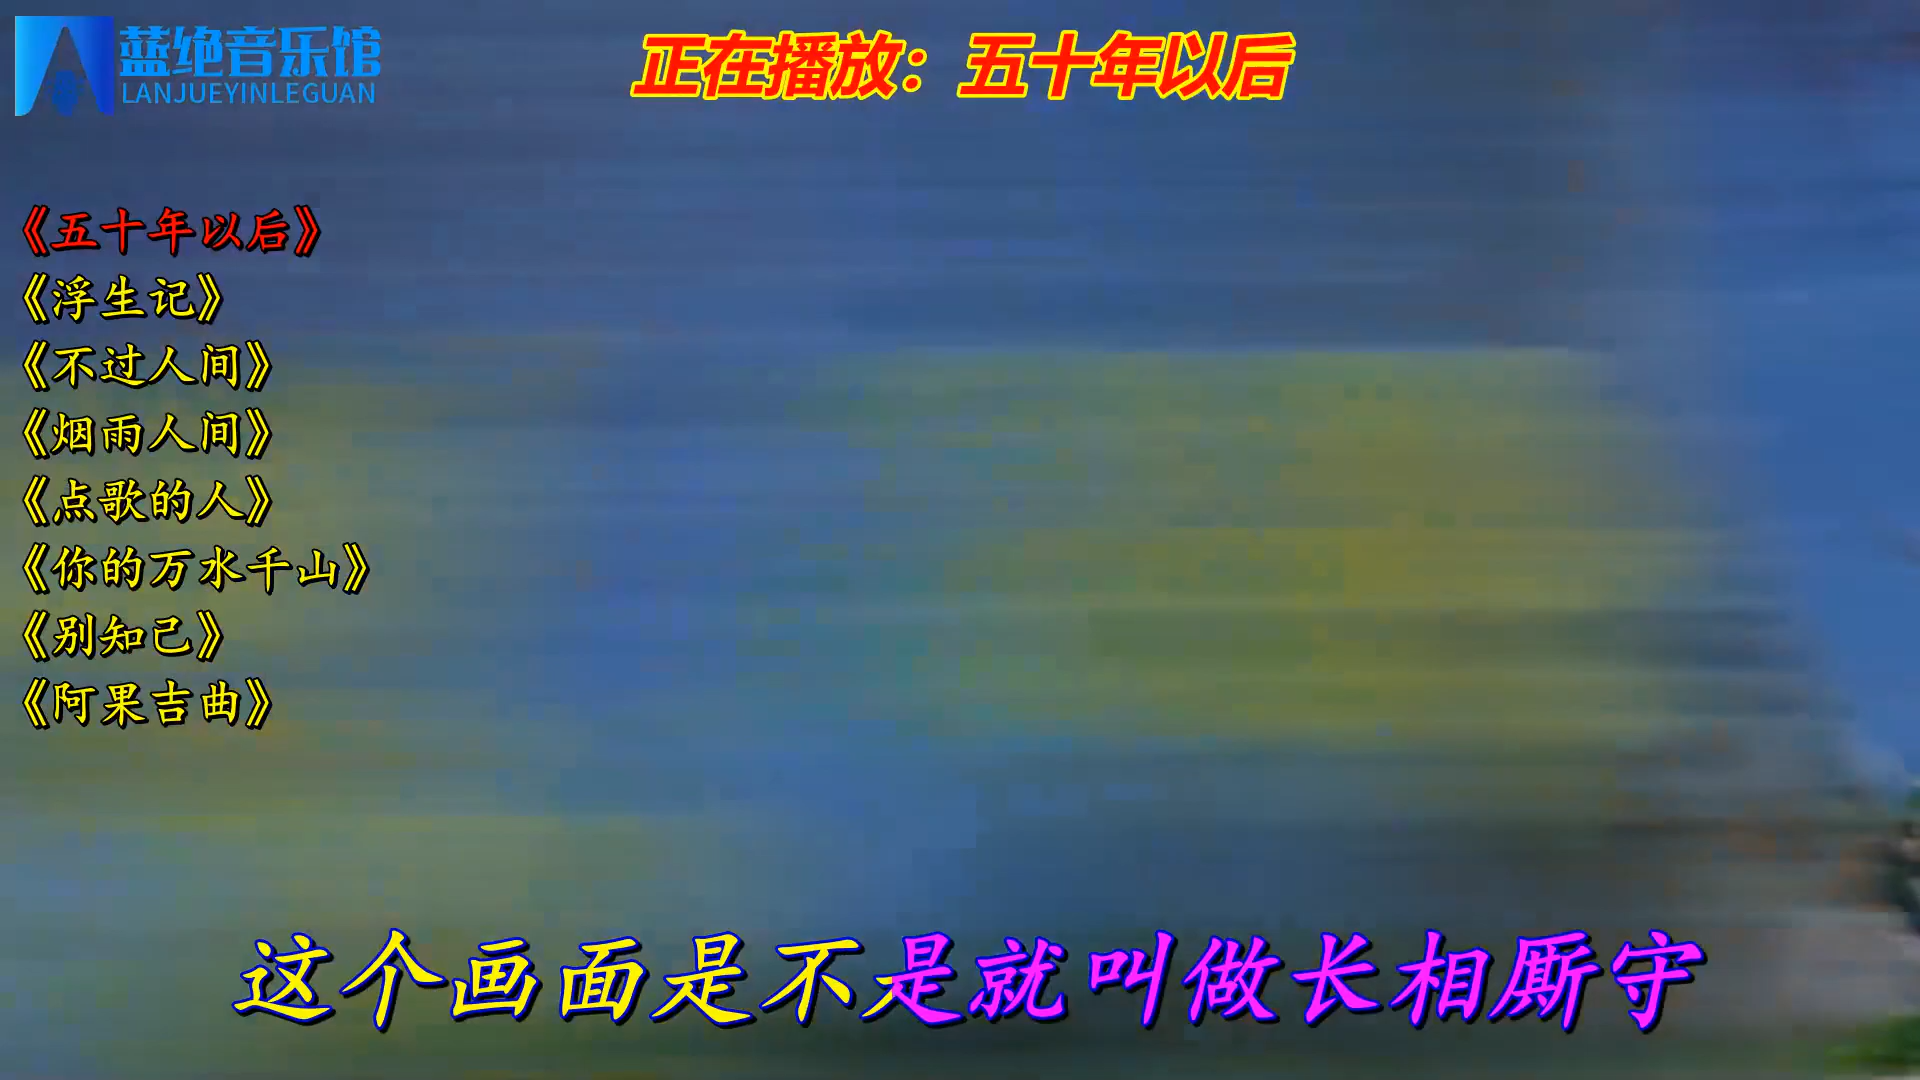 蓝绝音乐馆
LANJUEYINLEGUAN
正在播放：五十年以后
《五十年以后》
《浮生记》
《不过人间》
《烟雨人间》
《点歌的人》
《你的万水千山》
《别知己》
《阿果吉曲》
这个画面是不是就叫做长相厮守